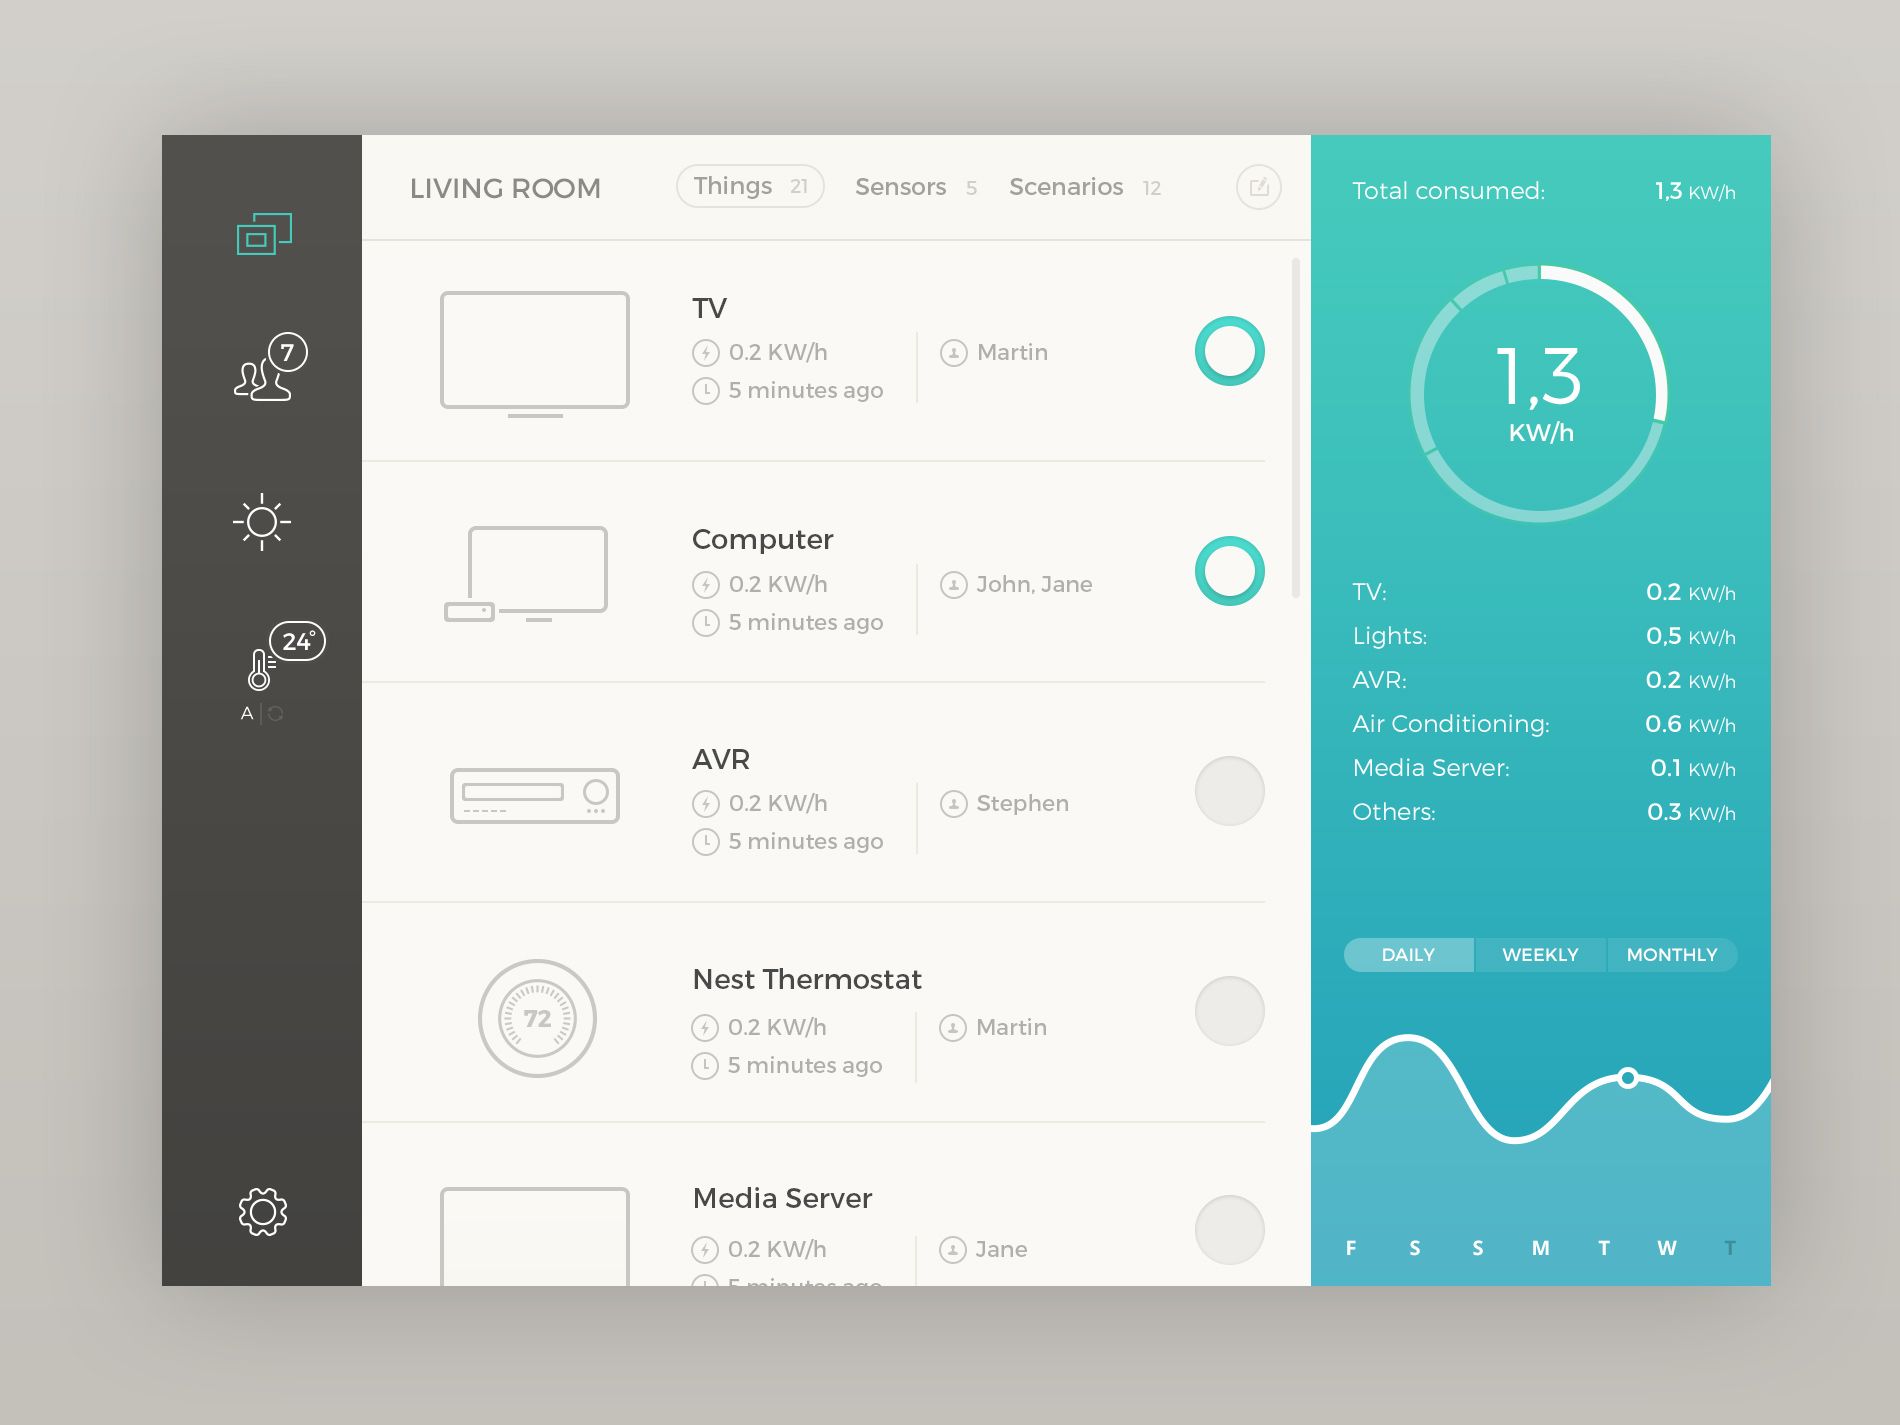 7
24°
A
LIVING ROOM
Things 21
Sensors 5
Scenarios 12
TV
0.2 KW/h
Martin
5 minutes ago
Computer
0.2 KW/h
John, Jane
5 minutes ago
AVR
0.2 KW/h
Stephen
5 minutes ago
72
Nest Thermostat
0.2 KW/h
Martin
5 minutes ago
Media Server
0.2 KW/h
Jane
5 minutes ago
Total consumed: 1,3 KW/h
1,3
KW/h
TV: 0.2 KW/h
Lights: 0,5 KW/h
AVR: 0.2 KW/h
Air Conditioning: 0.6 KW/h
Media Server: 0.1 KW/h
Others: 0.3 KW/h
DAILY WEEKLY MONTHLY
F S S M T W T